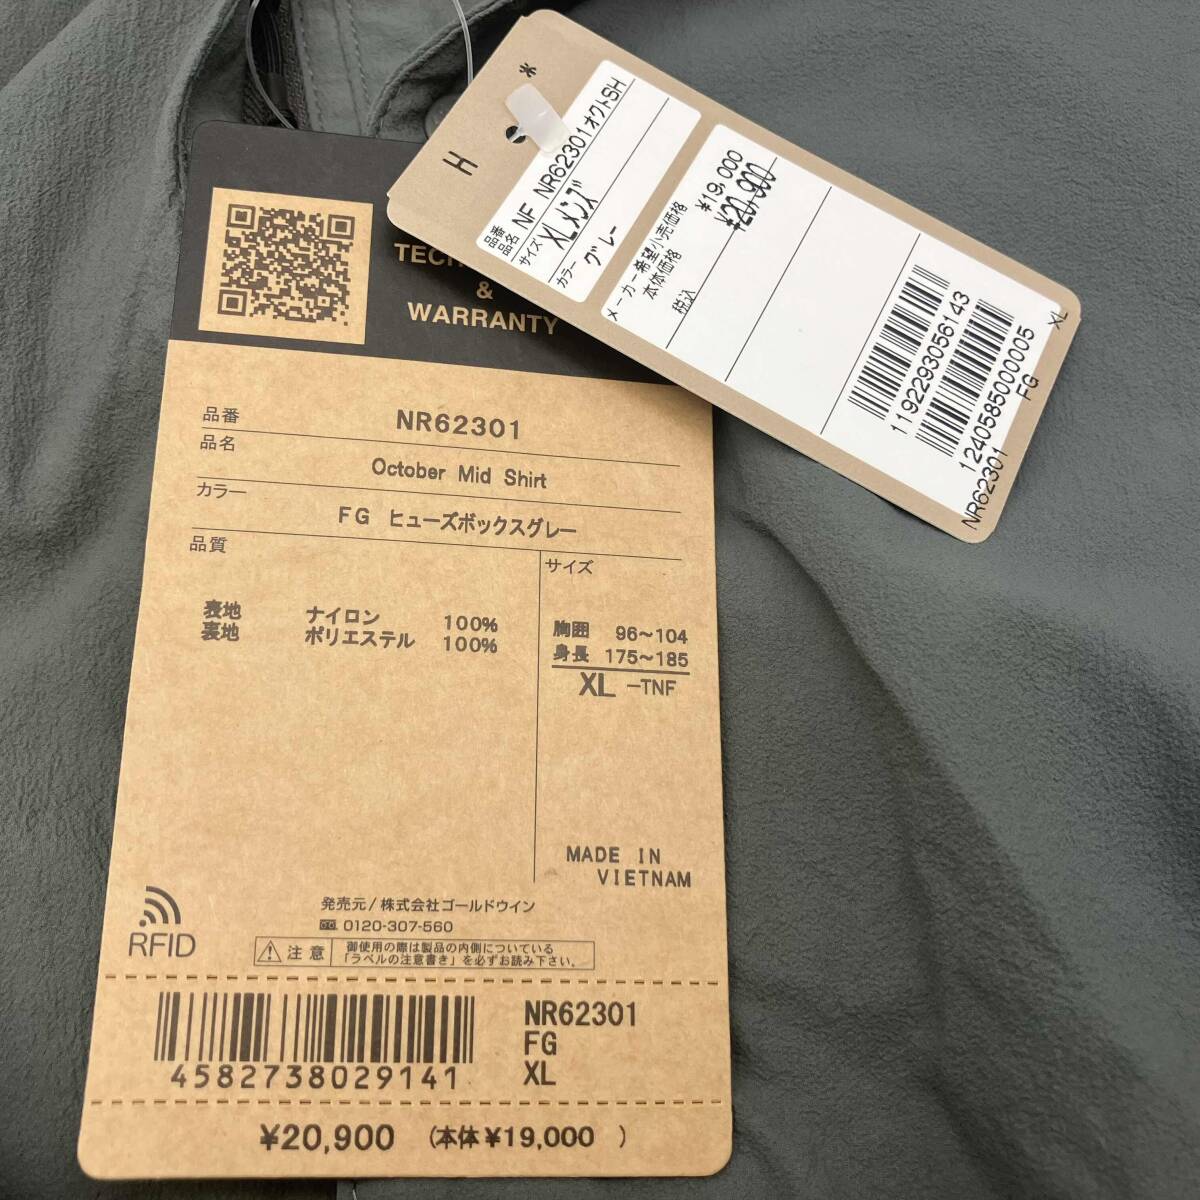 TECH
&
WARRANTY
品番 NR62301
品名 October Mid Shirt
カラー FG ヒューズボックスグレー
品質
表地 ナイロン 100%
裏地 ポリエステル 100%
サイズ
胸囲 96～104
身長 175～185
XL -TNF
MADE IN
VIETNAM
RFID
発売元/株式会社ゴールドウイン
0120-307-560
注意 御使用の際は製品の内側についている
「ラベルの注意書き」を必ずお読み下さい。
4582738029141
NR62301
FG
XL
¥20,900 (本体¥19,000 )
H
*
品番
品名 NF NR62301オクトSH
サイズ XLメンズ
カラー グレー
メーカー希望小売価格
本体価格 ¥19,000
税込 ¥20,900
1192293056143
1240585000005
NR62301 FG XL